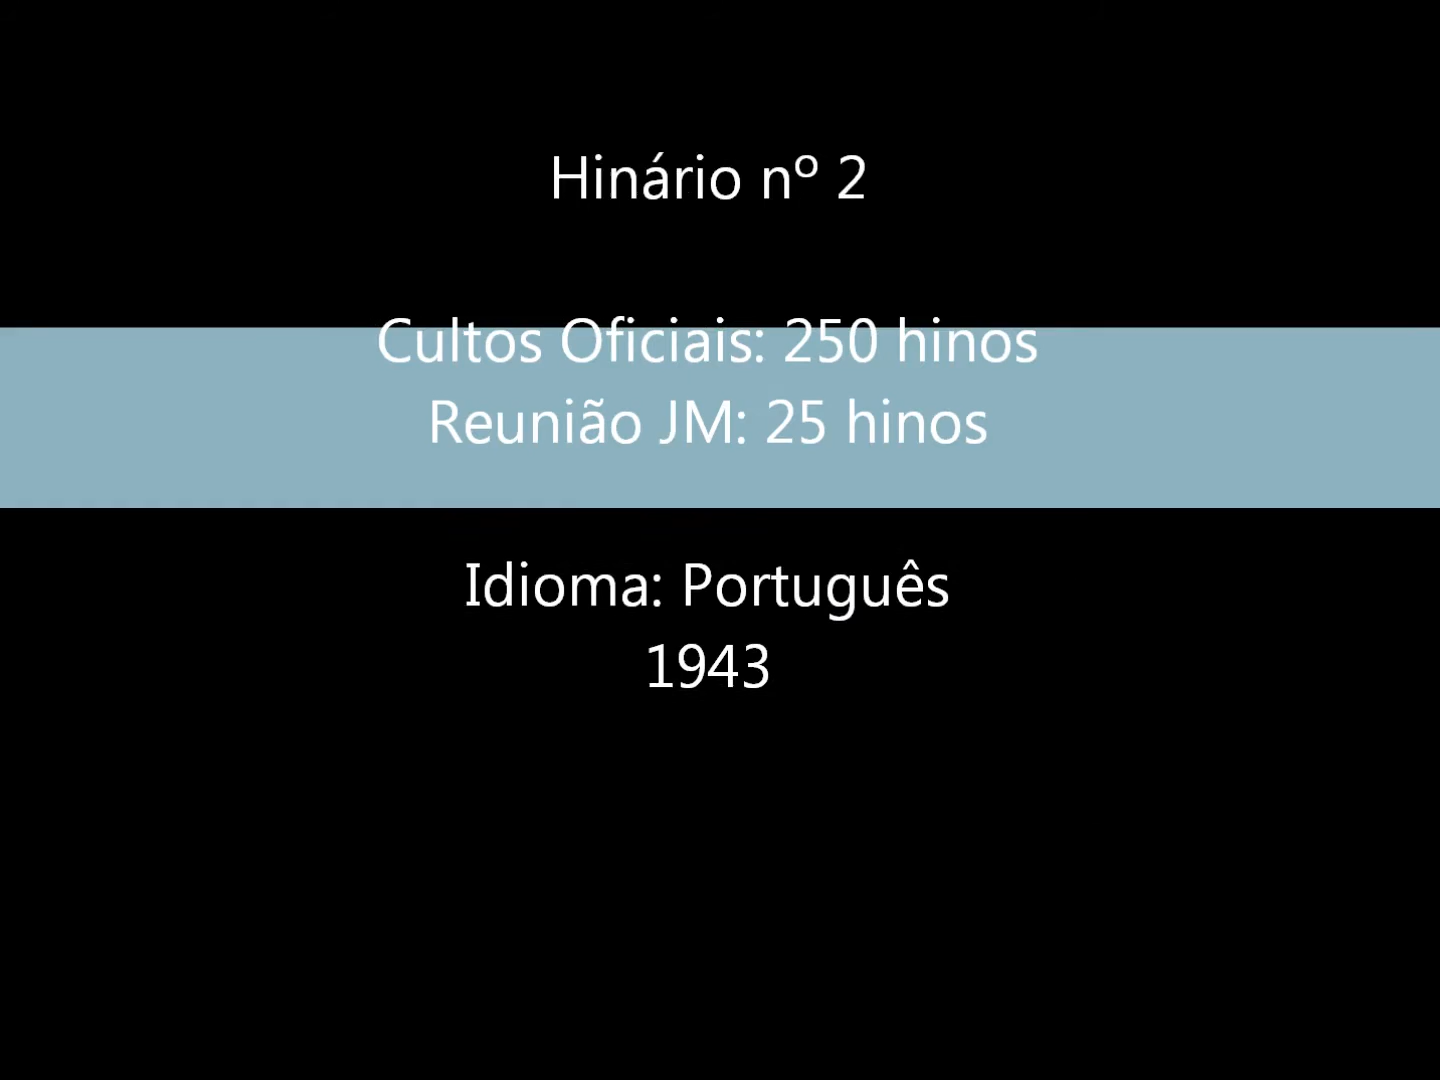 Hinário nº 2
Cultos Oficiais: 250 hinos
Reunião JM: 25 hinos
Idioma: Português
1943